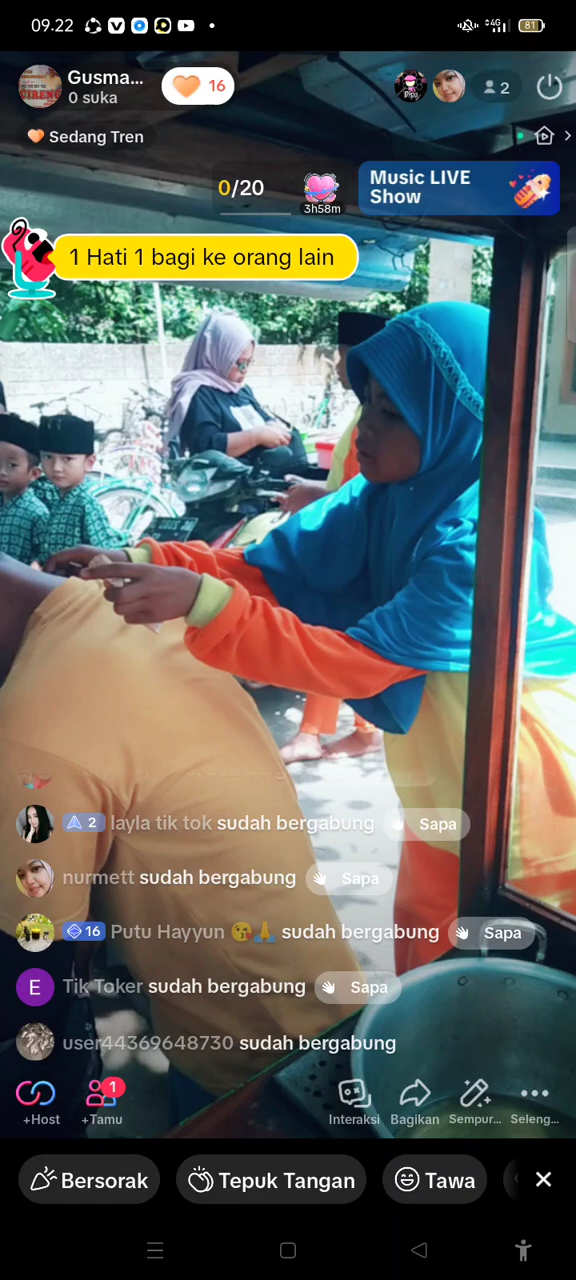 09.22
4G
81
Gusma...
0 suka
16
2
Sedang Tren
0/20
3h58m
Music LIVE
Show
1 Hati 1 bagi ke orang lain
2 layla tik tok sudah bergabung Sapa
nurmett sudah bergabung Sapa
16 Putu Hayyun 😘🙏 sudah bergabung Sapa
E Tik Toker sudah bergabung Sapa
user44369648730 sudah bergabung
1
+Host
+Tamu
Interaksi
Bagikan
Sempur...
Seleng...
Bersorak
Tepuk Tangan
Tawa